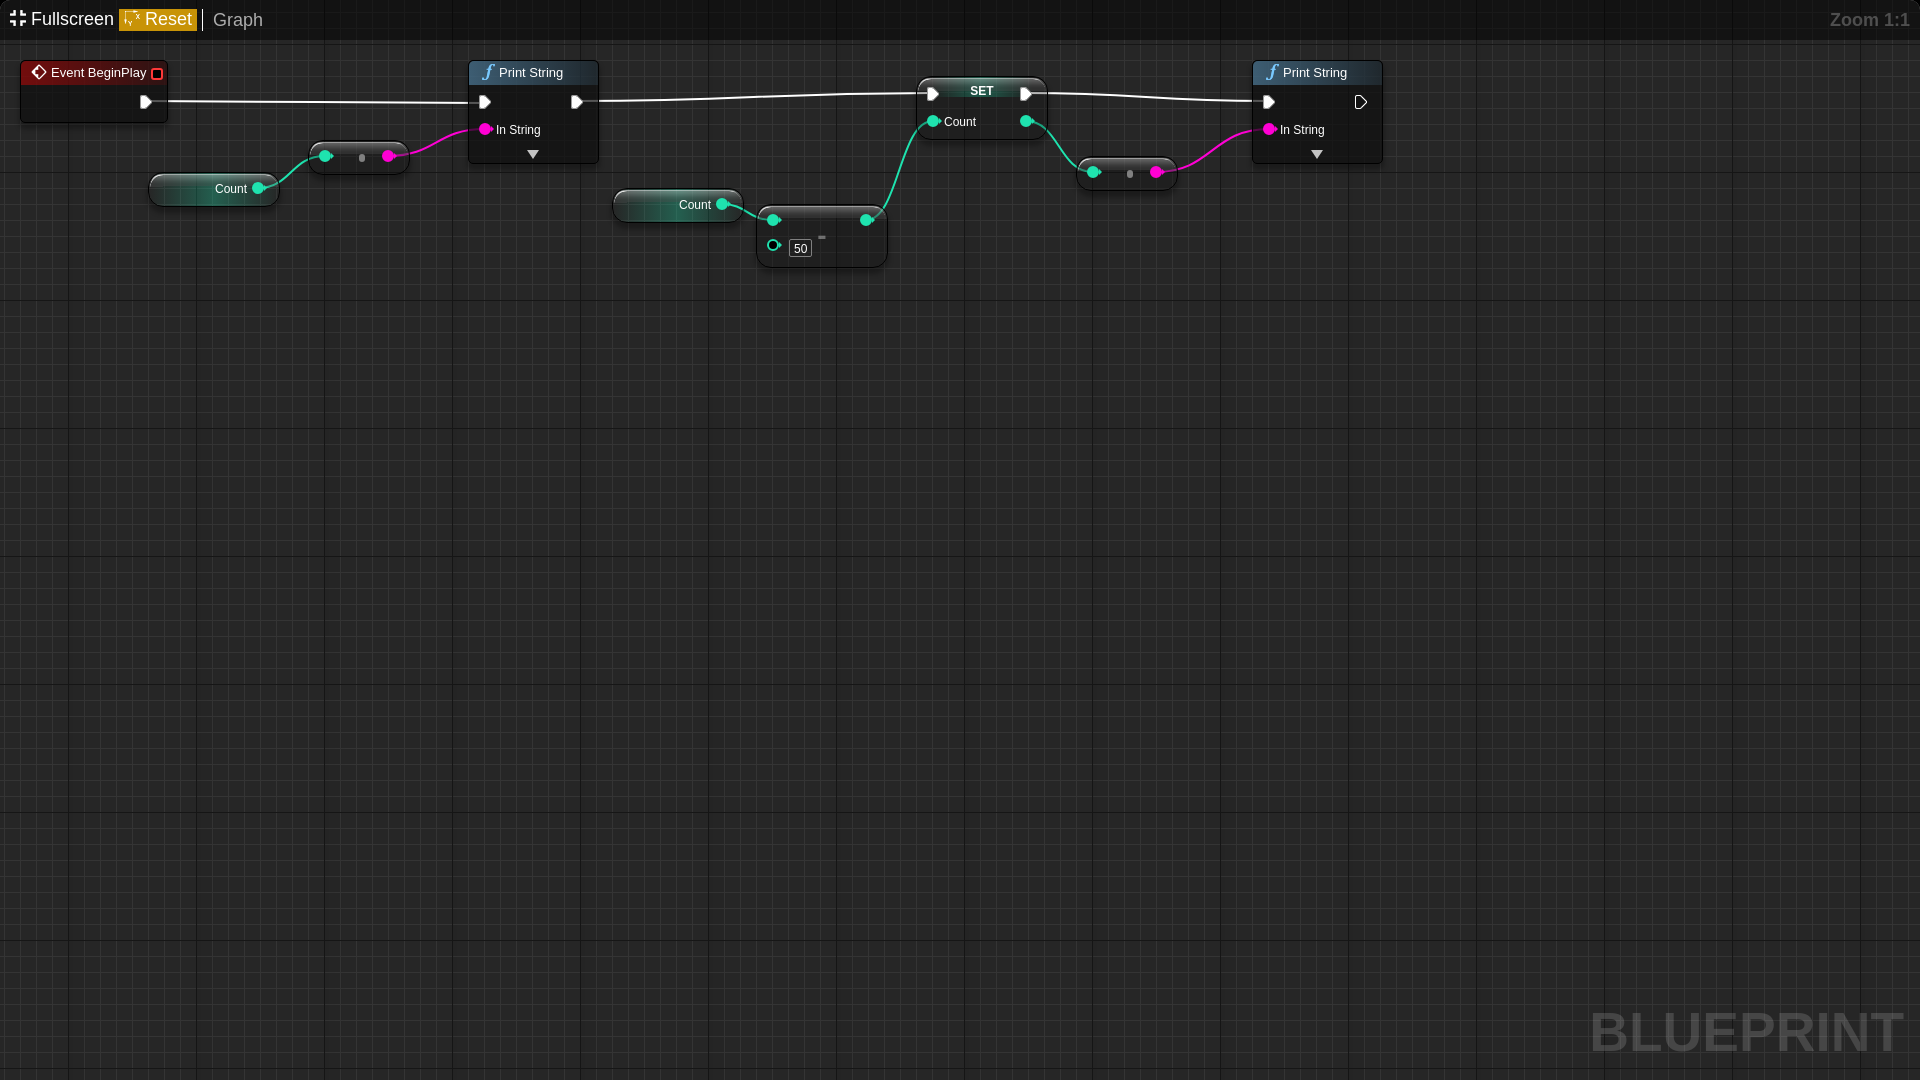 Fullscreen Reset Graph Zoom 1:1
Event BeginPlay
Print String
In String
Count
Count
- 50
SET
Count
Print String
In String
BLUEPRINT